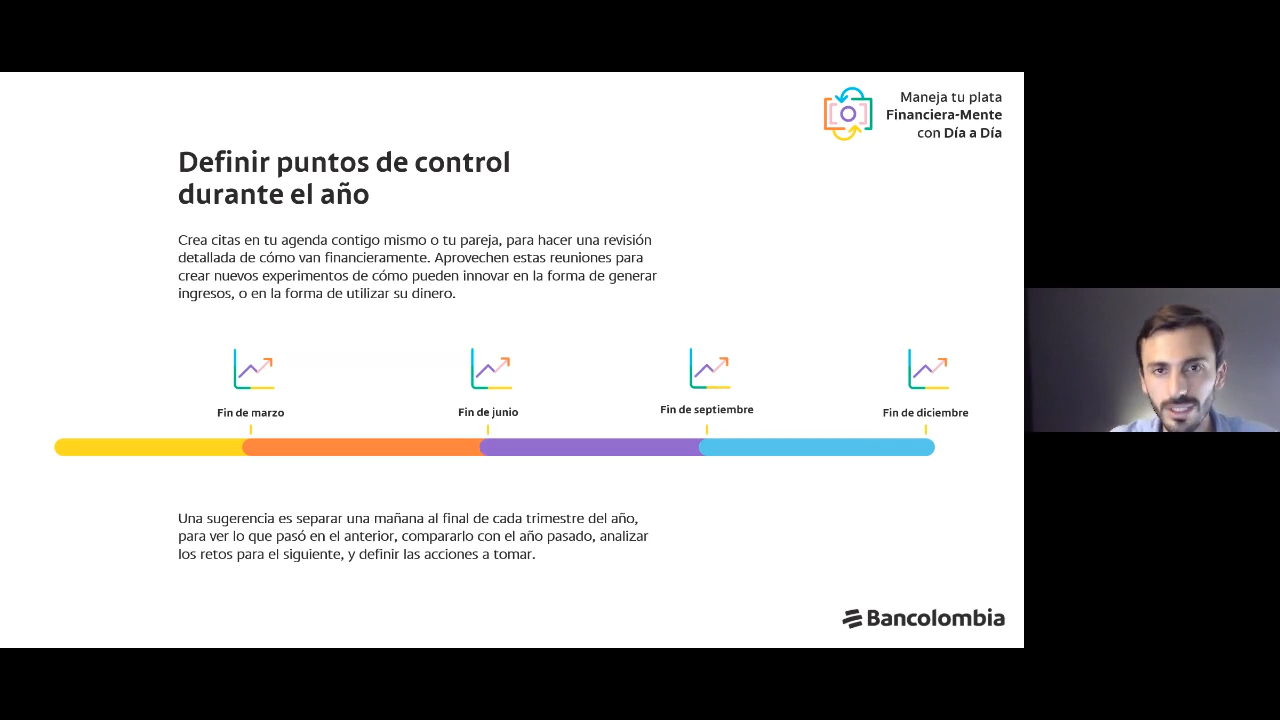 Maneja tu plata
Financiera-Mente
con Día a Día
Definir puntos de control
durante el año
Crea citas en tu agenda contigo mismo o tu pareja, para hacer una revisión
detallada de cómo van financieramente. Aprovechen estas reuniones para
crear nuevos experimentos de cómo pueden innovar en la forma de generar
ingresos, o en la forma de utilizar su dinero.
Fin de marzo
Fin de junio
Fin de septiembre
Fin de diciembre
Una sugerencia es separar una mañana al final de cada trimestre del año,
para ver lo que pasó en el anterior, compararlo con el año pasado, analizar
los retos para el siguiente, y definir las acciones a tomar.
Bancolombia